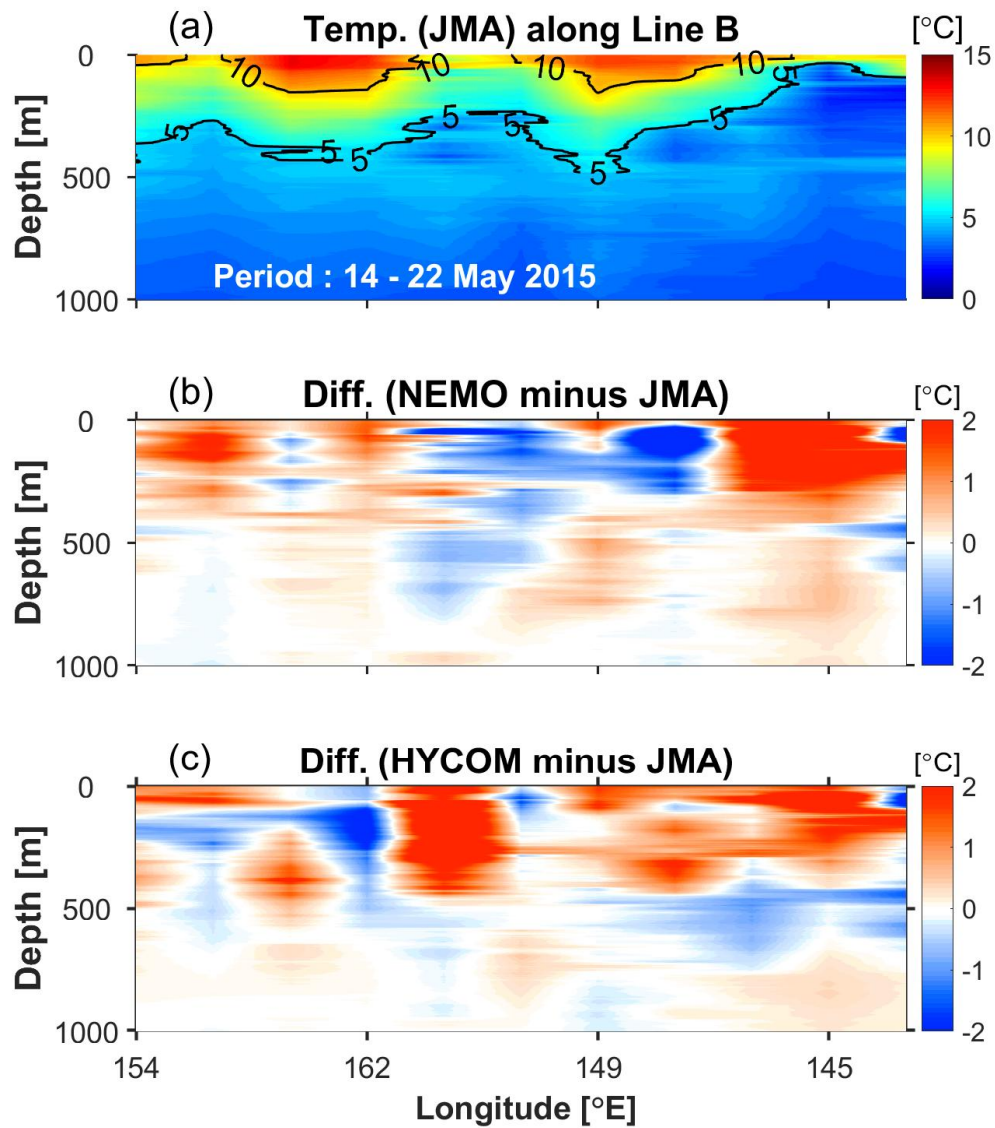 (a) Temp. (JMA) along Line B [°C]
0 15
10 10 10 10
5 5 5 5 5 5 5 5
500 10
5
1000 0
Depth [m]
Period : 14 - 22 May 2015
(b) Diff. (NEMO minus JMA) [°C]
0 2
1
500 0
-1
1000 -2
Depth [m]
(c) Diff. (HYCOM minus JMA) [°C]
0 2
1
500 0
-1
1000 -2
Depth [m]
154 162 149 145
Longitude [°E]